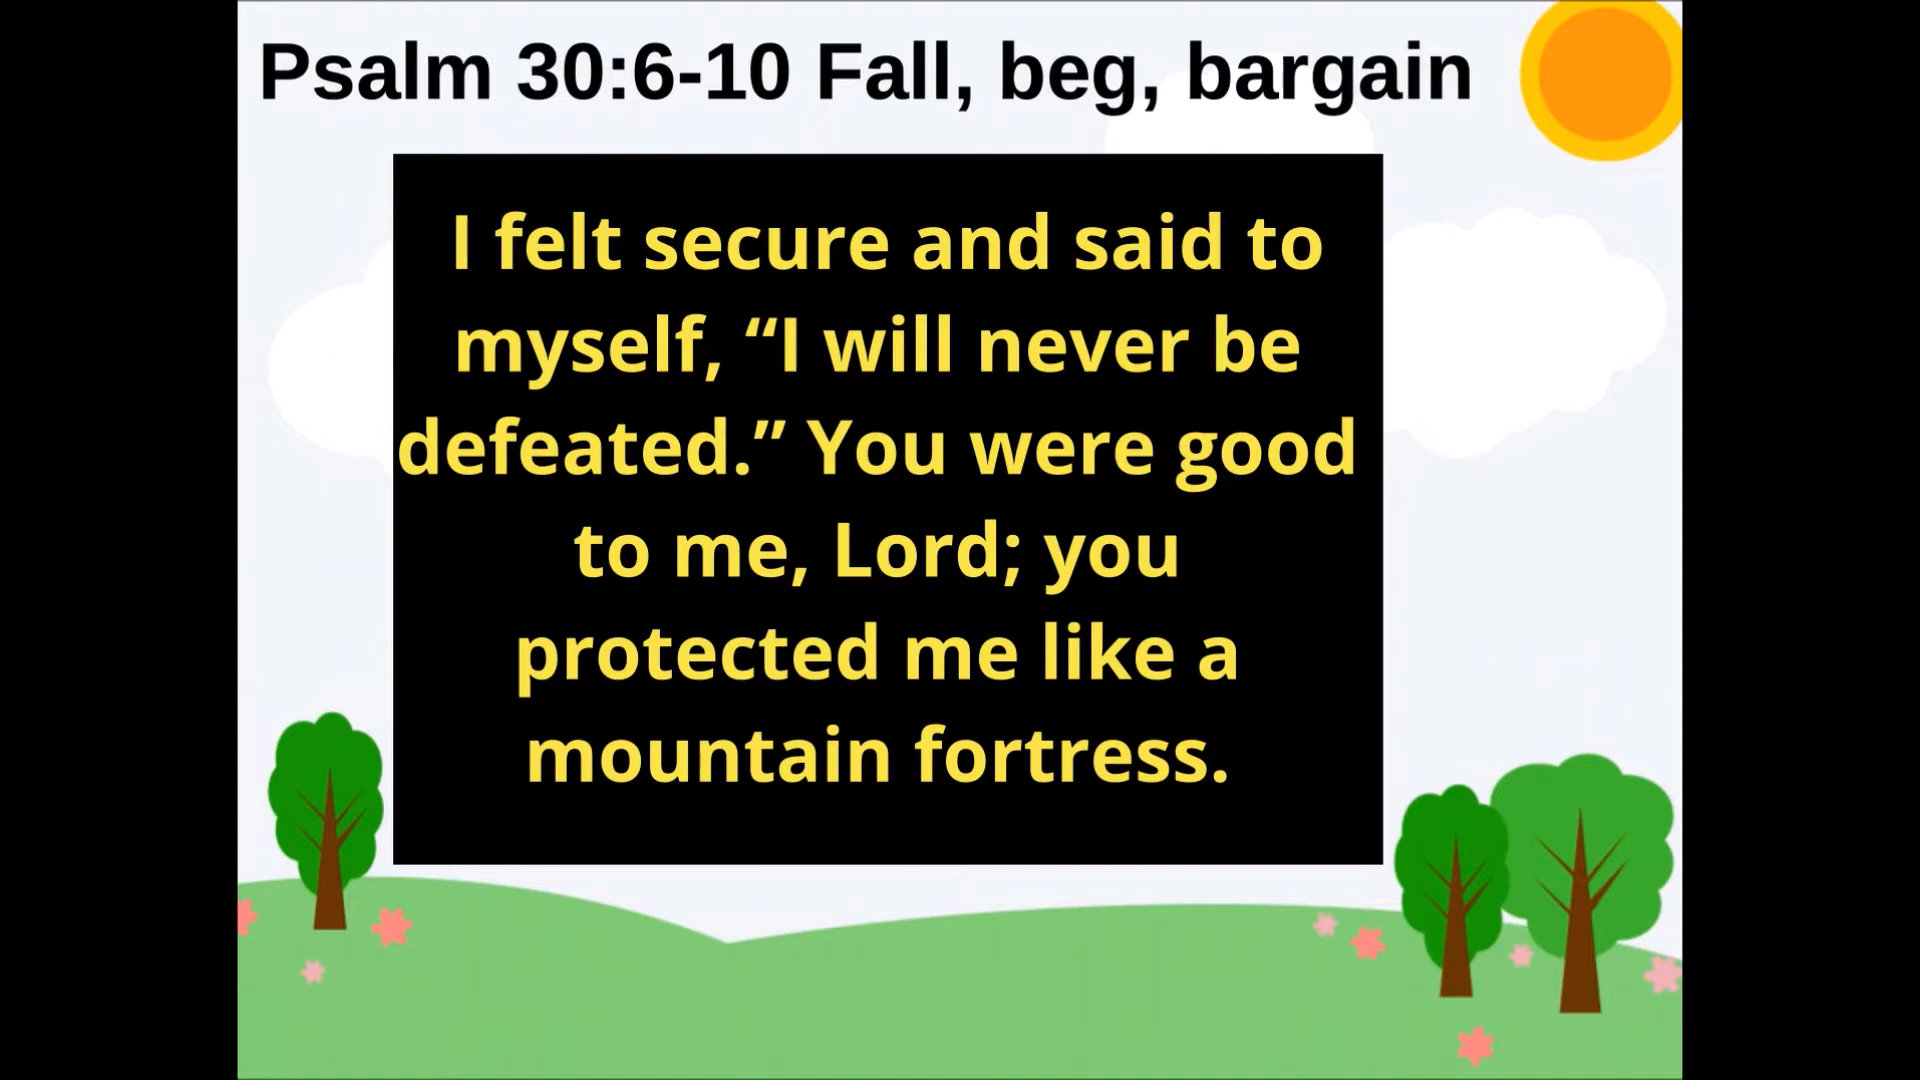 Psalm 30:6-10 Fall, beg, bargain
I felt secure and said to
myself, “I will never be
defeated.” You were good
to me, Lord; you
protected me like a
mountain fortress.